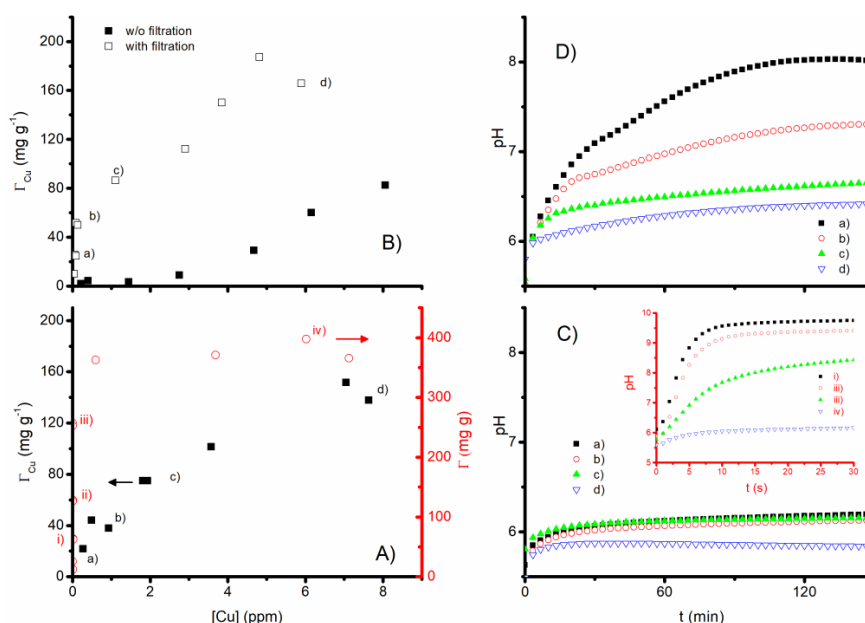 200
160
120
80
40
0
Γ_Cu (mg g⁻¹)
■ w/o filtration
□ with filtration
a)
b)
c)
d)
B)
8
7
6
pH
D)
a)
b)
c)
d)
200
160
120
80
40
0
Γ_Cu (mg g⁻¹)
i)
ii)
iii)
iv)
a)
b)
c)
d)
A)
400
300
200
100
0
Γ (mg g)
0 2 4 6 8
[Cu] (ppm)
8
7
6
pH
C)
a)
b)
c)
d)
10
9
8
7
6
5
pH
i)
iii)
iii)
iv)
0 5 10 15 20 25 30
t (s)
0 60 120
t (min)